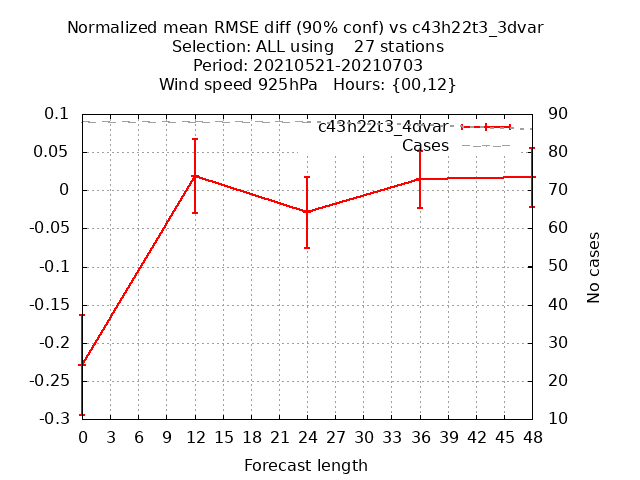 Normalized mean RMSE diff (90% conf) vs c43h22t3_3dvar
Selection: ALL using 27 stations
Period: 20210521-20210703
Wind speed 925hPa Hours: {00,12}
c43h22t3_4dvar
Cases
0.1
0.05
0
-0.05
-0.1
-0.15
-0.2
-0.25
-0.3
90
80
70
60
50
40
30
20
10
No cases
0 3 6 9 12 15 18 21 24 27 30 33 36 39 42 45 48
Forecast length